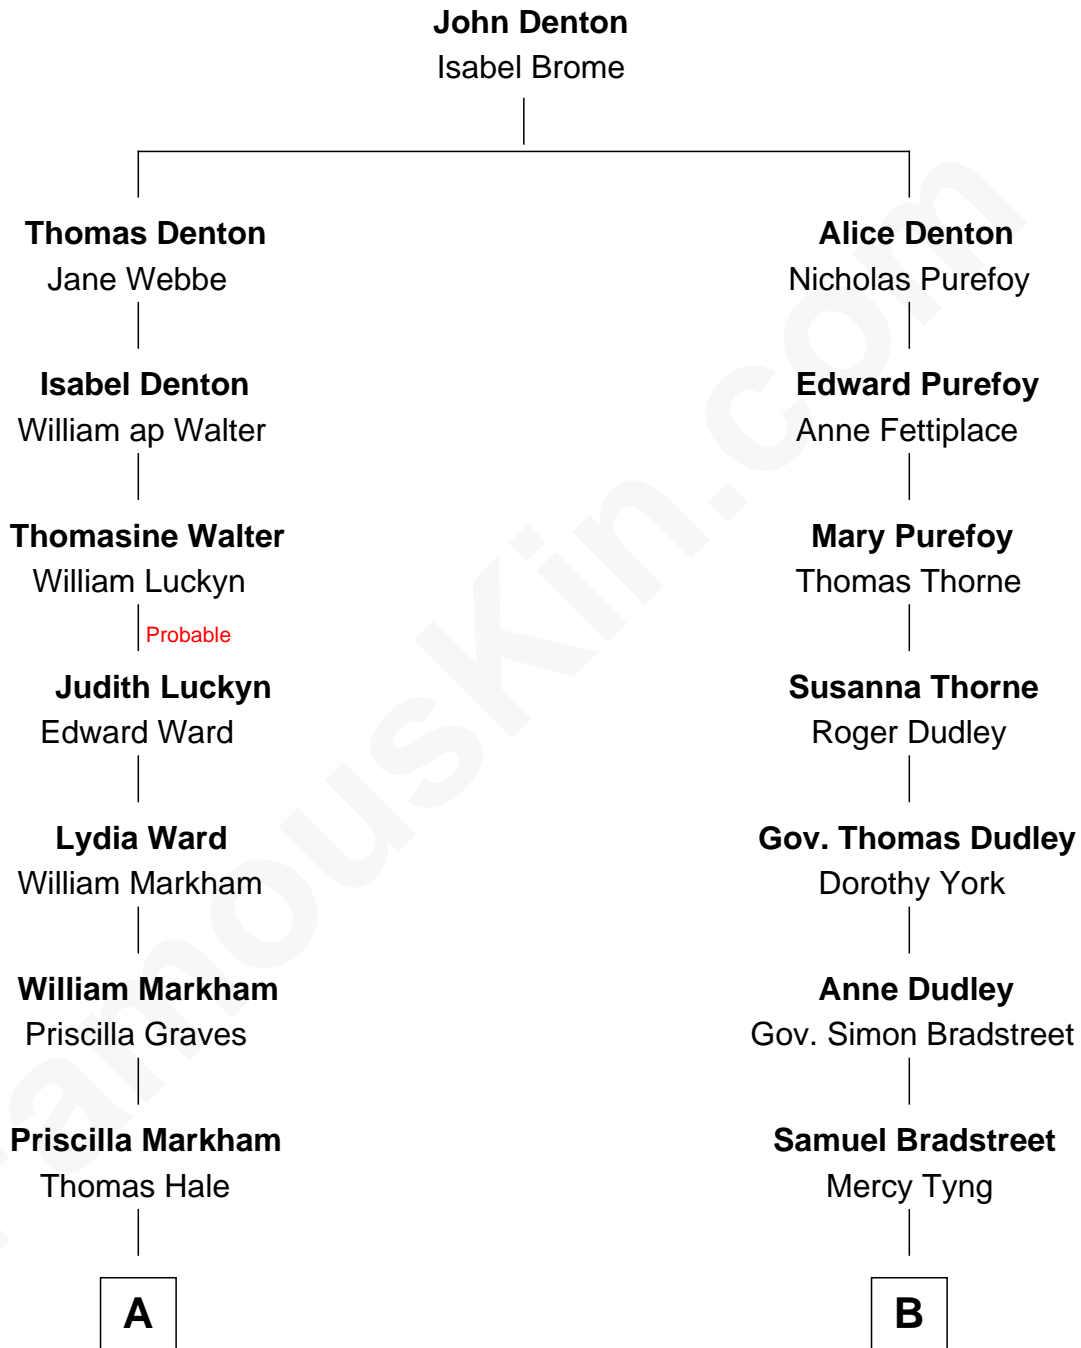 John Denton
Isabel Brome
Thomas Denton
Jane Webbe
Isabel Denton
William ap Walter
Thomasine Walter
William Luckyn
Probable
Judith Luckyn
Edward Ward
Lydia Ward
William Markham
William Markham
Priscilla Graves
Priscilla Markham
Thomas Hale
A
Alice Denton
Nicholas Purefoy
Edward Purefoy
Anne Fettiplace
Mary Purefoy
Thomas Thorne
Susanna Thorne
Roger Dudley
Gov. Thomas Dudley
Dorothy York
Anne Dudley
Gov. Simon Bradstreet
Samuel Bradstreet
Mercy Tyng
B
FamousKin.com